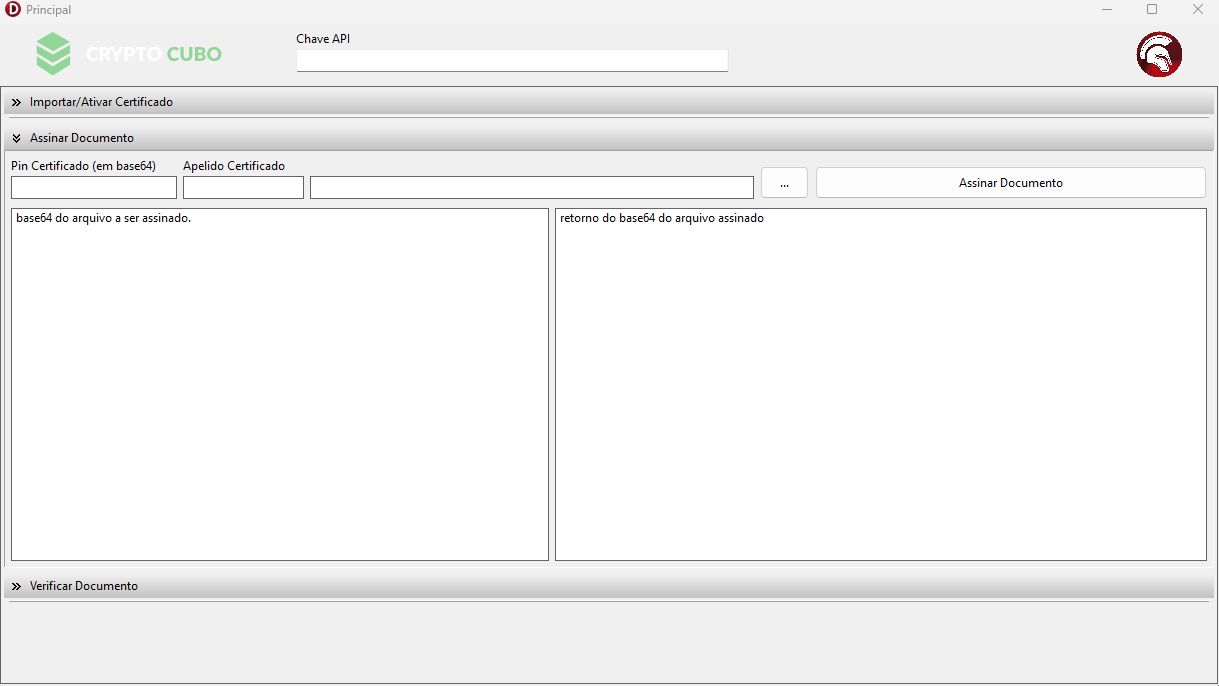 Principal
CRYPTO CUBO
Chave API
Importar/Ativar Certificado
Assinar Documento
Pin Certificado (em base64) Apelido Certificado
... Assinar Documento
base64 do arquivo a ser assinado.
retorno do base64 do arquivo assinado
Verificar Documento